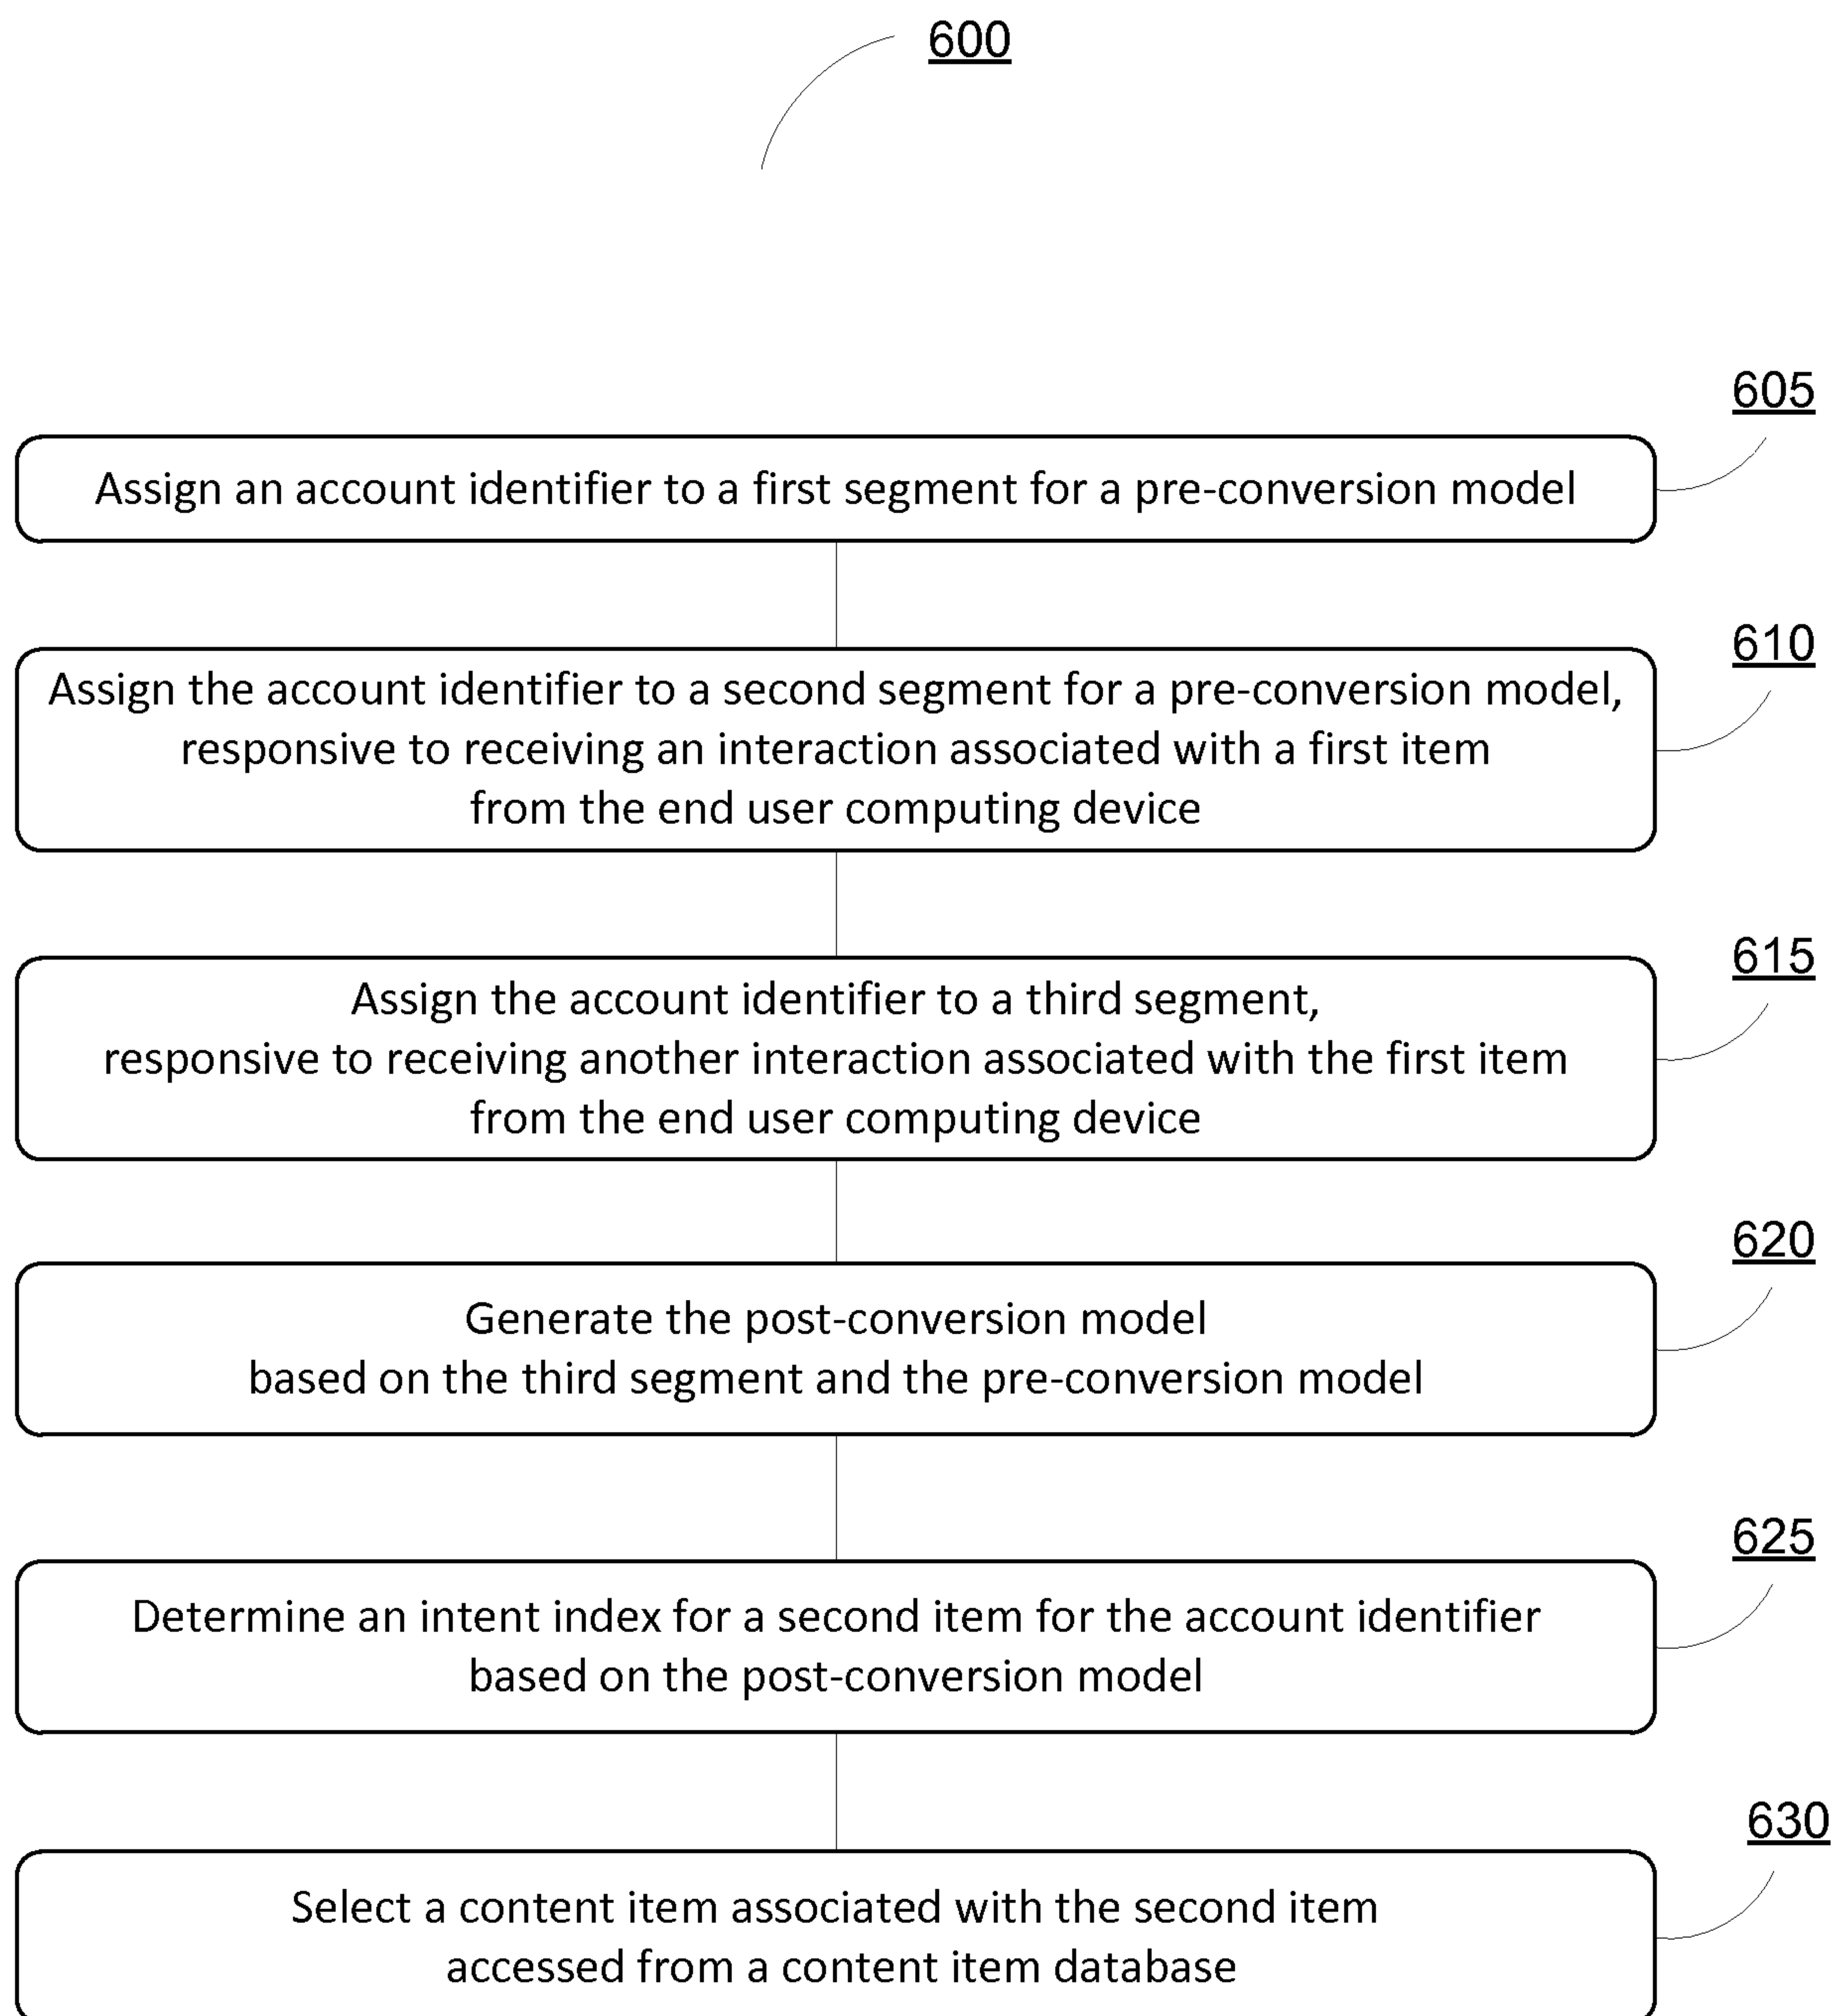 600
605
Assign an account identifier to a first segment for a pre-conversion model
610
Assign the account identifier to a second segment for a pre-conversion model,
responsive to receiving an interaction associated with a first item
from the end user computing device
615
Assign the account identifier to a third segment,
responsive to receiving another interaction associated with the first item
from the end user computing device
620
Generate the post-conversion model
based on the third segment and the pre-conversion model
625
Determine an intent index for a second item for the account identifier
based on the post-conversion model
630
Select a content item associated with the second item
accessed from a content item database